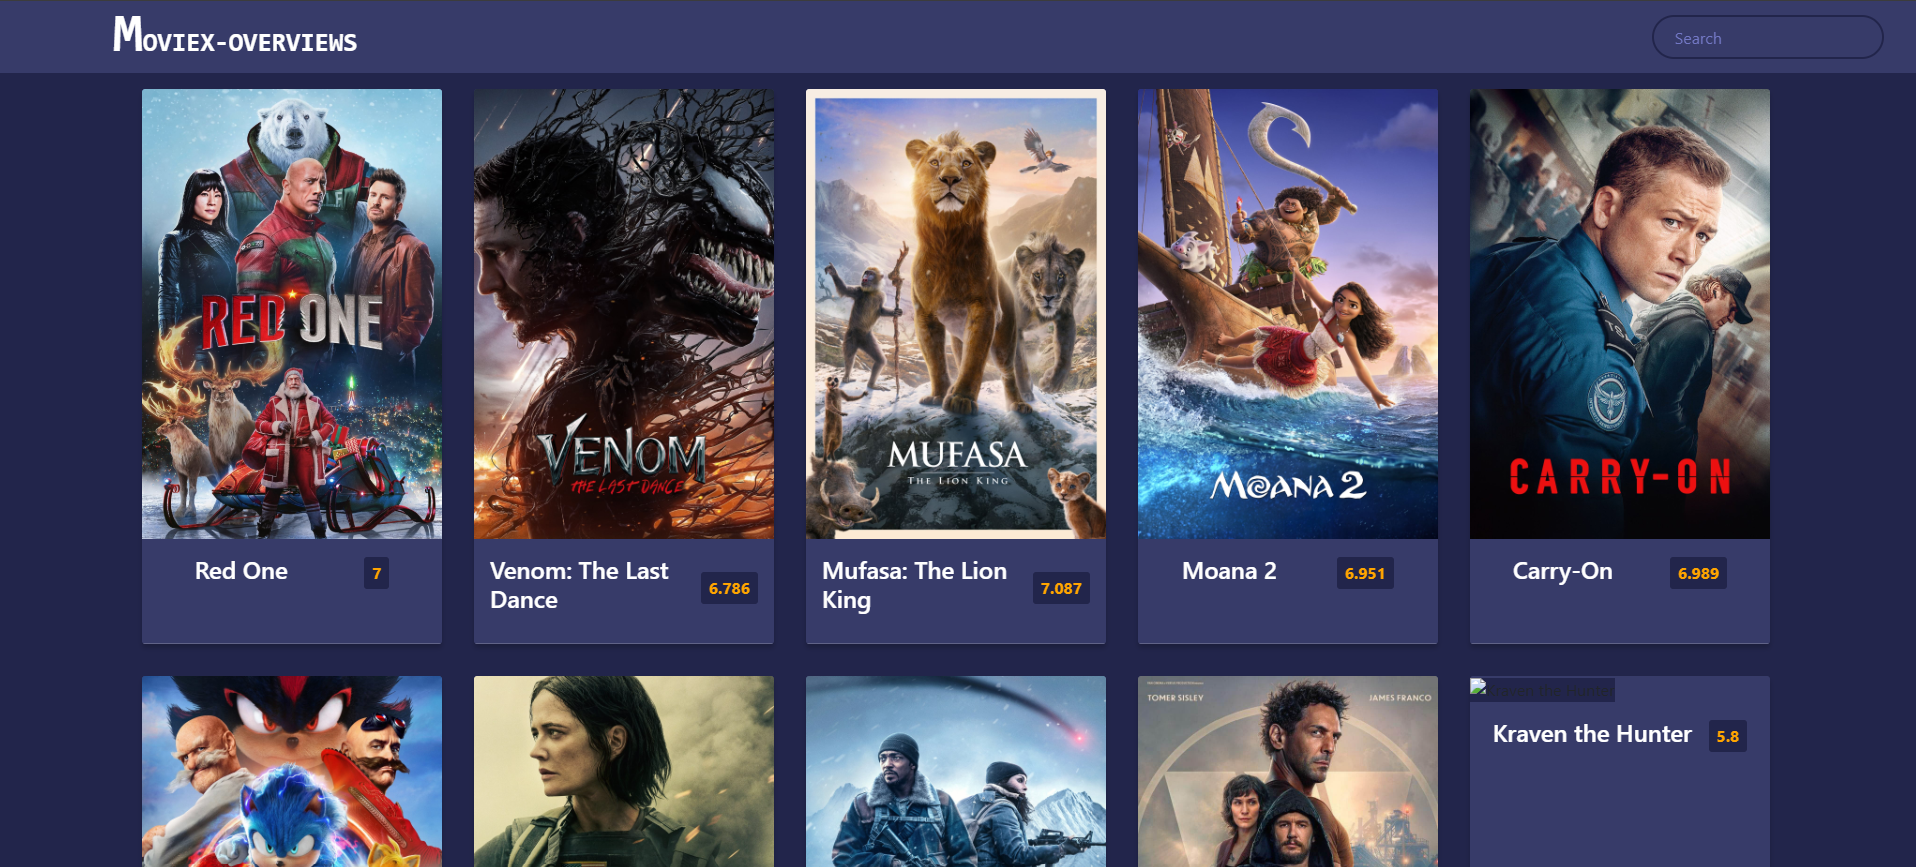 Moviex-overviews
Search
RED ONE
VENOM
THE LAST DANCE
MUFASA
THE LION KING
MOANA 2
CARRY-ON
Red One
7
Venom: The Last
Dance
6.786
Mufasa: The Lion
King
7.087
Moana 2
6.951
Carry-On
6.989
TOMER SISLEY
JAMES FRANCO
Kraven the Hunter
5.8